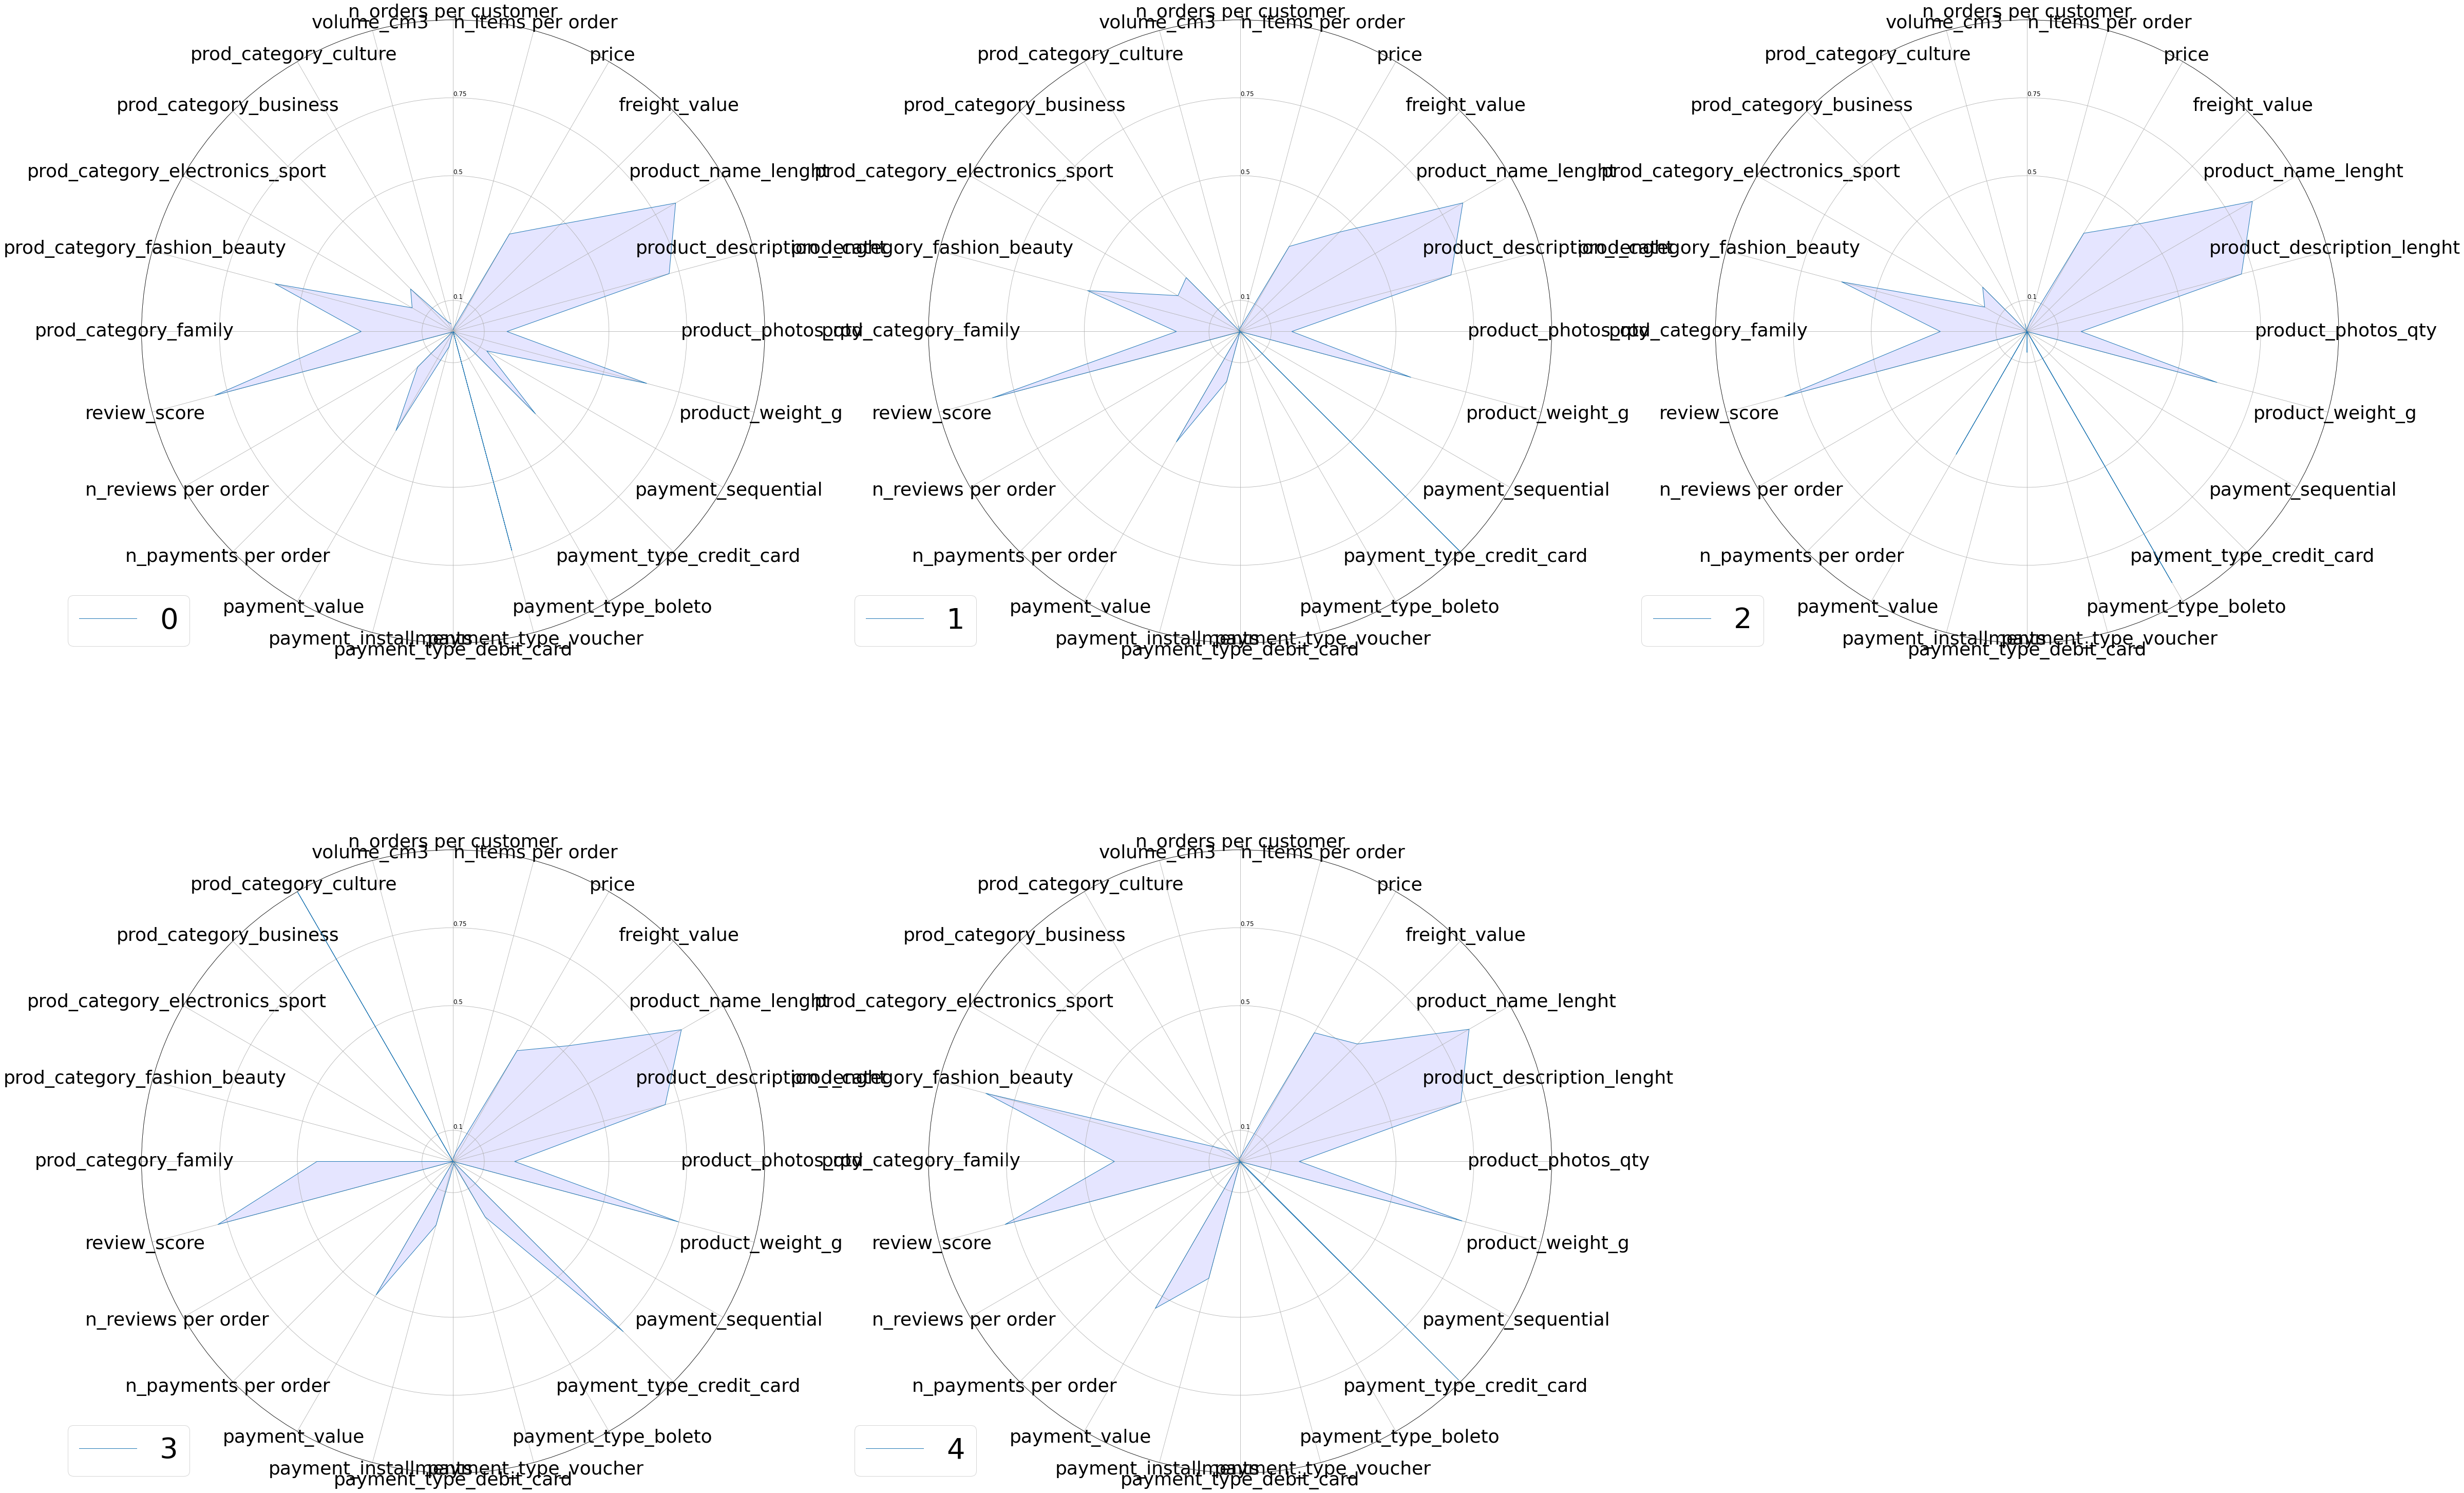 n_orders per customer
volume_cm3
n_items per order
prod_category_culture
price
prod_category_business
freight_value
0.75
prod_category_electronics_sport
0.5
product_name_lenght
prod_category_fashion_beauty
product_description_lenght
0.1
prod_category_family
product_photos_qty
review_score
product_weight_g
n_reviews per order
payment_sequential
n_payments per order
payment_type_credit_card
payment_value
payment_type_boleto
payment_installments
payment_type_voucher
payment_type_debit_card
0
n_orders per customer
volume_cm3
n_items per order
prod_category_culture
price
prod_category_business
freight_value
0.75
prod_category_electronics_sport
0.5
product_name_lenght
prod_category_fashion_beauty
product_description_lenght
0.1
prod_category_family
product_photos_qty
review_score
product_weight_g
n_reviews per order
payment_sequential
n_payments per order
payment_type_credit_card
payment_value
payment_type_boleto
payment_installments
payment_type_voucher
payment_type_debit_card
1
n_orders per customer
volume_cm3
n_items per order
prod_category_culture
price
prod_category_business
freight_value
0.75
prod_category_electronics_sport
0.5
product_name_lenght
prod_category_fashion_beauty
product_description_lenght
0.1
prod_category_family
product_photos_qty
review_score
product_weight_g
n_reviews per order
payment_sequential
n_payments per order
payment_type_credit_card
payment_value
payment_type_boleto
payment_installments
payment_type_voucher
payment_type_debit_card
2
n_orders per customer
volume_cm3
n_items per order
prod_category_culture
price
prod_category_business
freight_value
0.75
prod_category_electronics_sport
0.5
product_name_lenght
prod_category_fashion_beauty
product_description_lenght
0.1
prod_category_family
product_photos_qty
review_score
product_weight_g
n_reviews per order
payment_sequential
n_payments per order
payment_type_credit_card
payment_value
payment_type_boleto
payment_installments
payment_type_voucher
payment_type_debit_card
3
n_orders per customer
volume_cm3
n_items per order
prod_category_culture
price
prod_category_business
freight_value
0.75
prod_category_electronics_sport
0.5
product_name_lenght
prod_category_fashion_beauty
product_description_lenght
0.1
prod_category_family
product_photos_qty
review_score
product_weight_g
n_reviews per order
payment_sequential
n_payments per order
payment_type_credit_card
payment_value
payment_type_boleto
payment_installments
payment_type_voucher
payment_type_debit_card
4